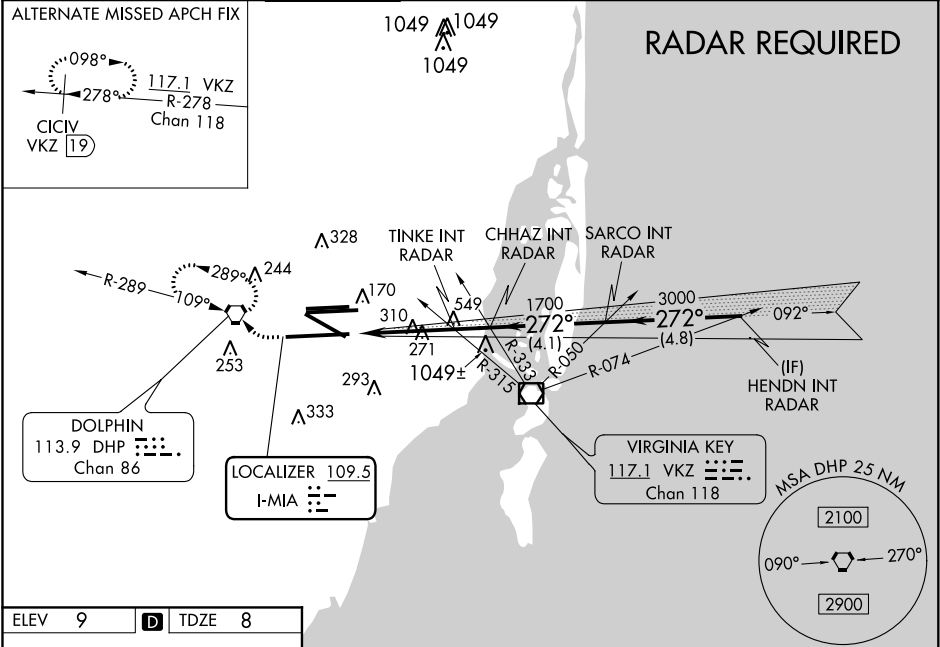 ALTERNATE MISSED APCH FIX
098°
278°
117.1 VKZ
R-278
Chan 118
CICIV
VKZ 19
1049
1049
1049
RADAR REQUIRED
328
244
170
310
271
549
1049±
293
333
253
R-289
289°
109°
TINKE INT
RADAR
CHHAZ INT
RADAR
SARCO INT
RADAR
1700
272°
(4.1)
3000
272°
(4.8)
092°
R-333
R-315
R-050
R-074
(IF)
HENDN INT
RADAR
DOLPHIN
113.9 DHP
Chan 86
LOCALIZER 109.5
I-MIA
VIRGINIA KEY
117.1 VKZ
Chan 118
MSA DHP 25 NM
2100
090°
270°
2900
ELEV 9 D TDZE 8